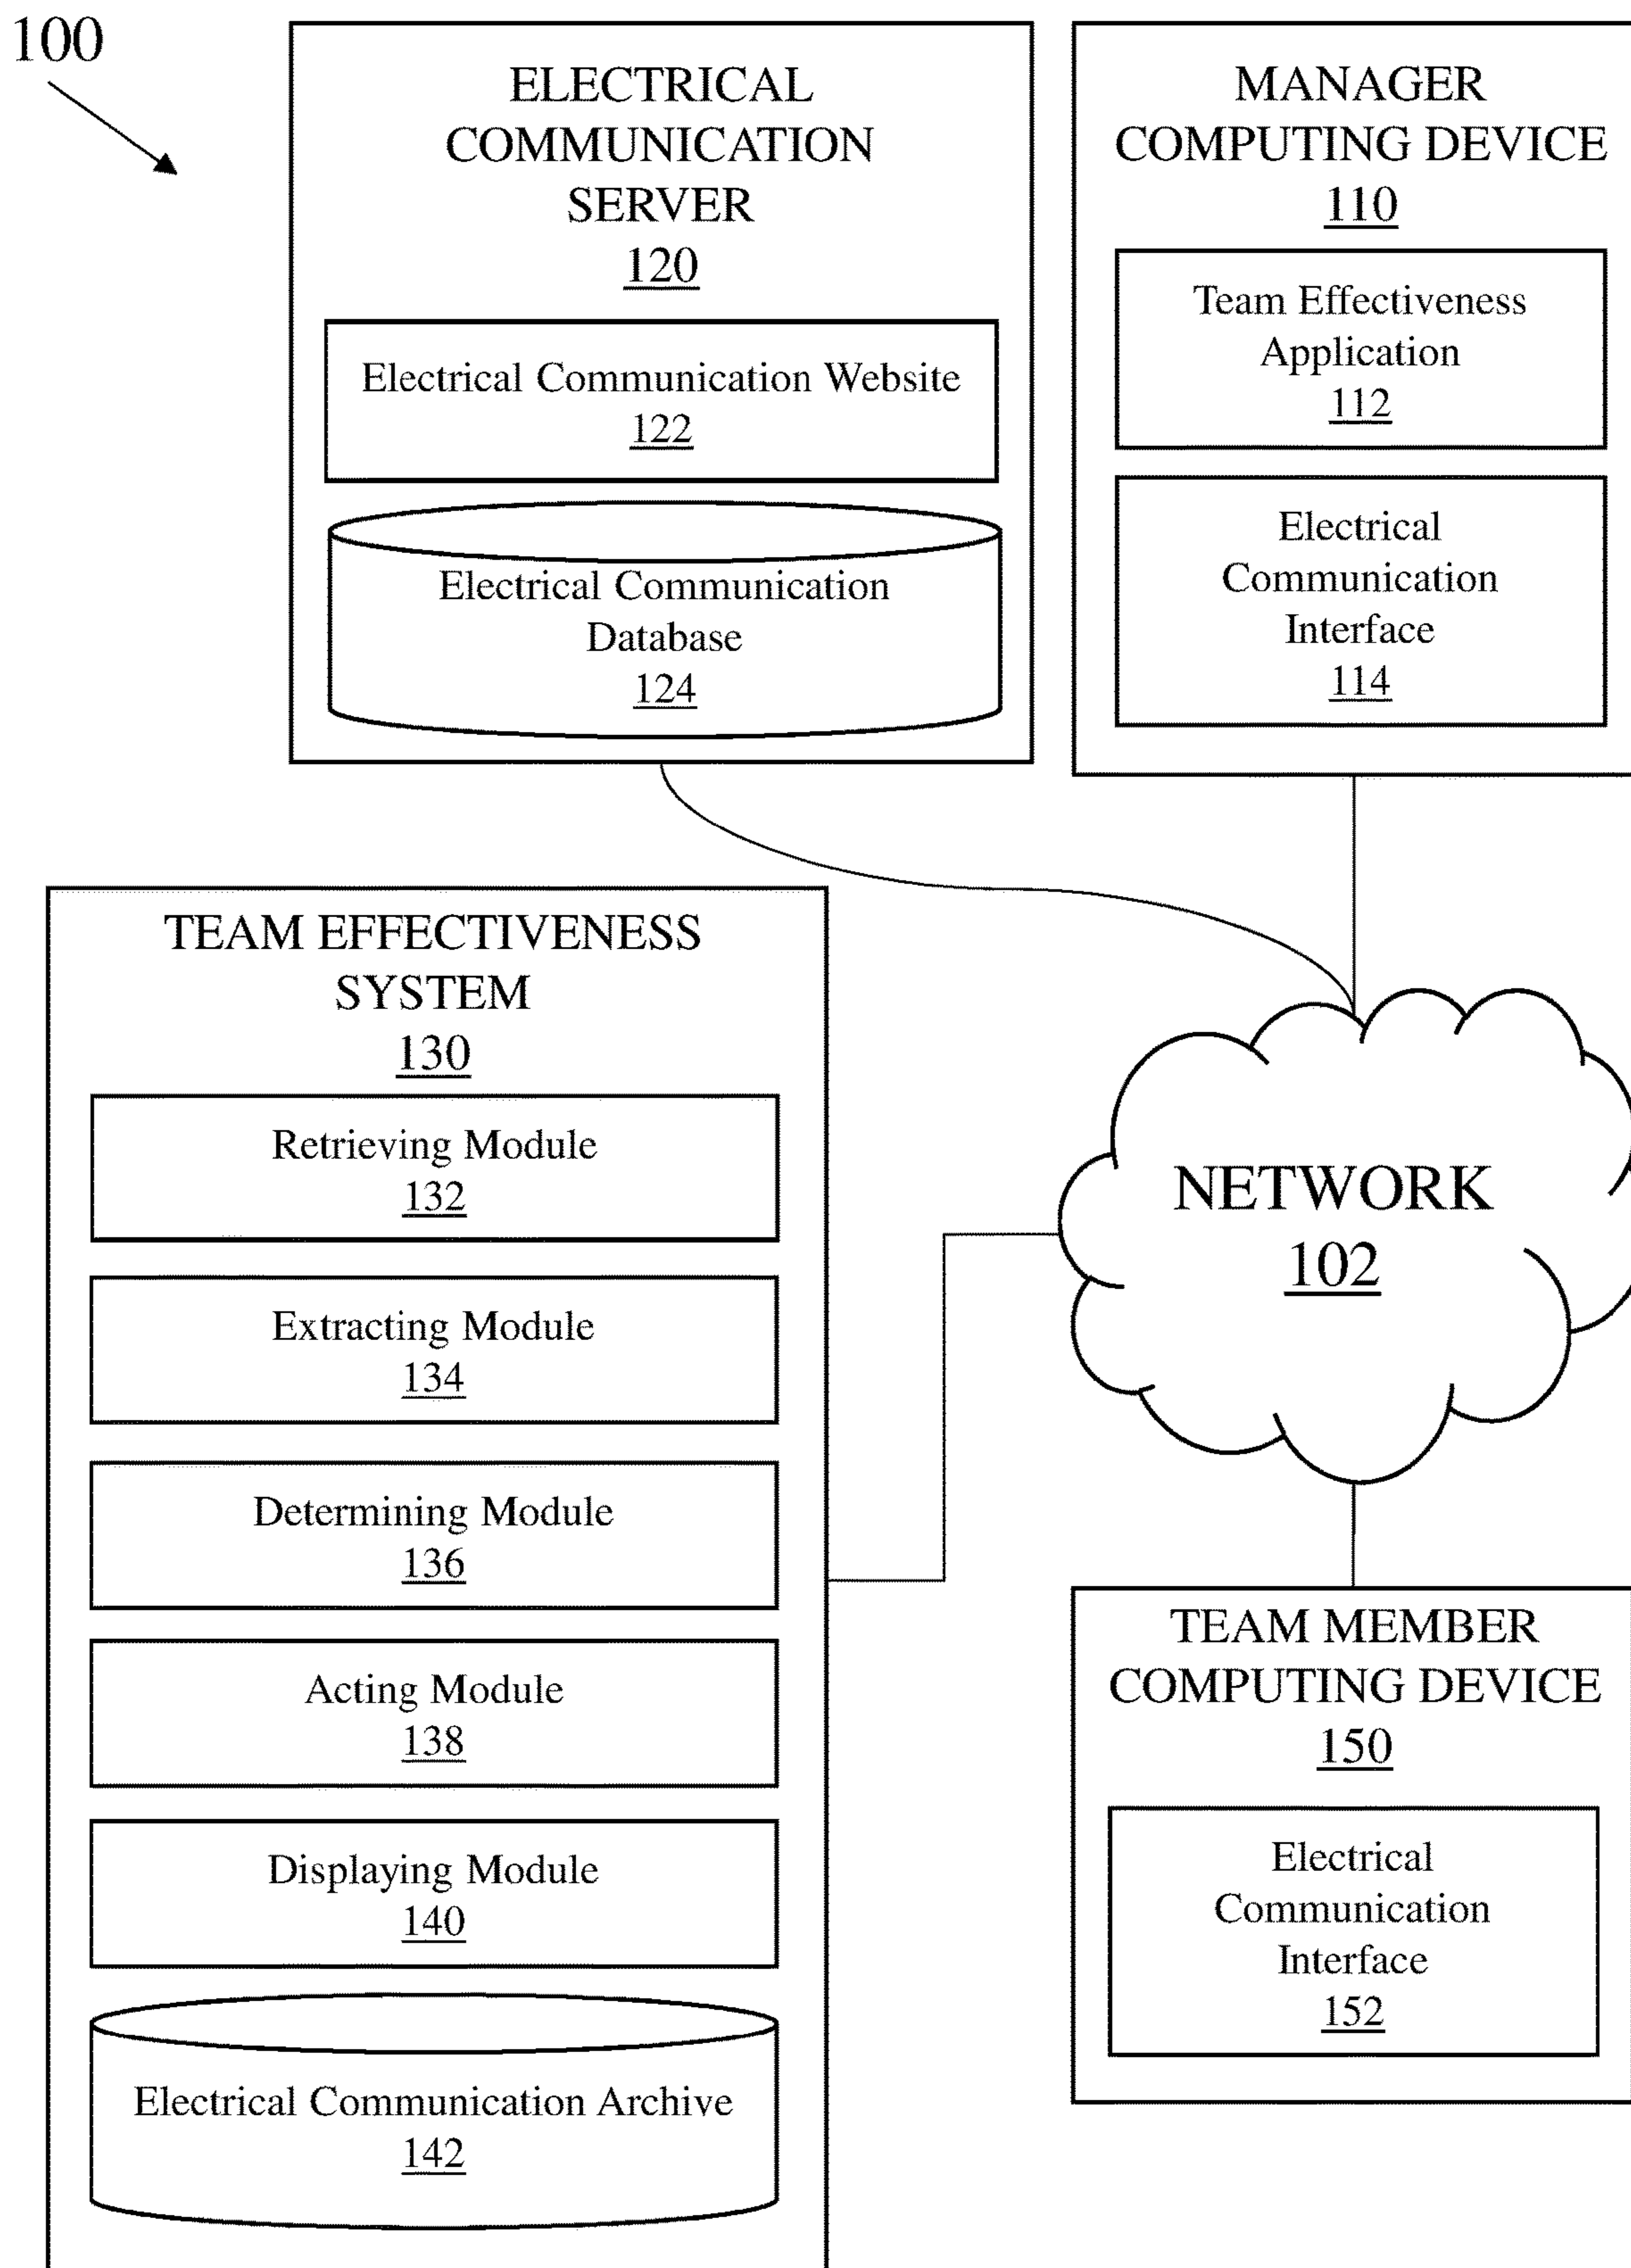 100
ELECTRICAL
COMMUNICATION
SERVER
120
Electrical Communication Website
122
Electrical Communication
Database
124
MANAGER
COMPUTING DEVICE
110
Team Effectiveness
Application
112
Electrical
Communication
Interface
114
TEAM EFFECTIVENESS
SYSTEM
130
Retrieving Module
132
Extracting Module
134
Determining Module
136
Acting Module
138
Displaying Module
140
Electrical Communication Archive
142
NETWORK
102
TEAM MEMBER
COMPUTING DEVICE
150
Electrical
Communication
Interface
152